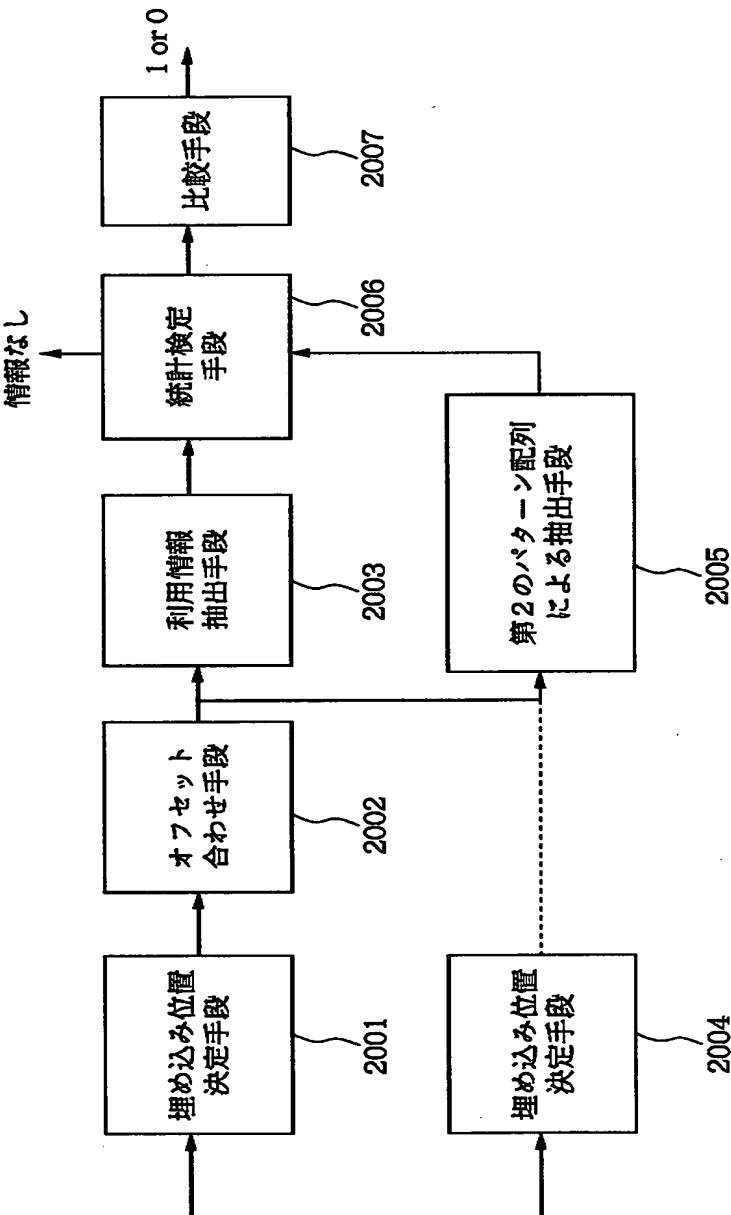 情報なし
1 or 0
埋め込み位置
決定手段
2001
オフセット
合わせ手段
2002
利用情報
抽出手段
2003
統計検定
手段
2006
比較手段
2007
埋め込み位置
決定手段
2004
第2のパターン配列
による抽出手段
2005